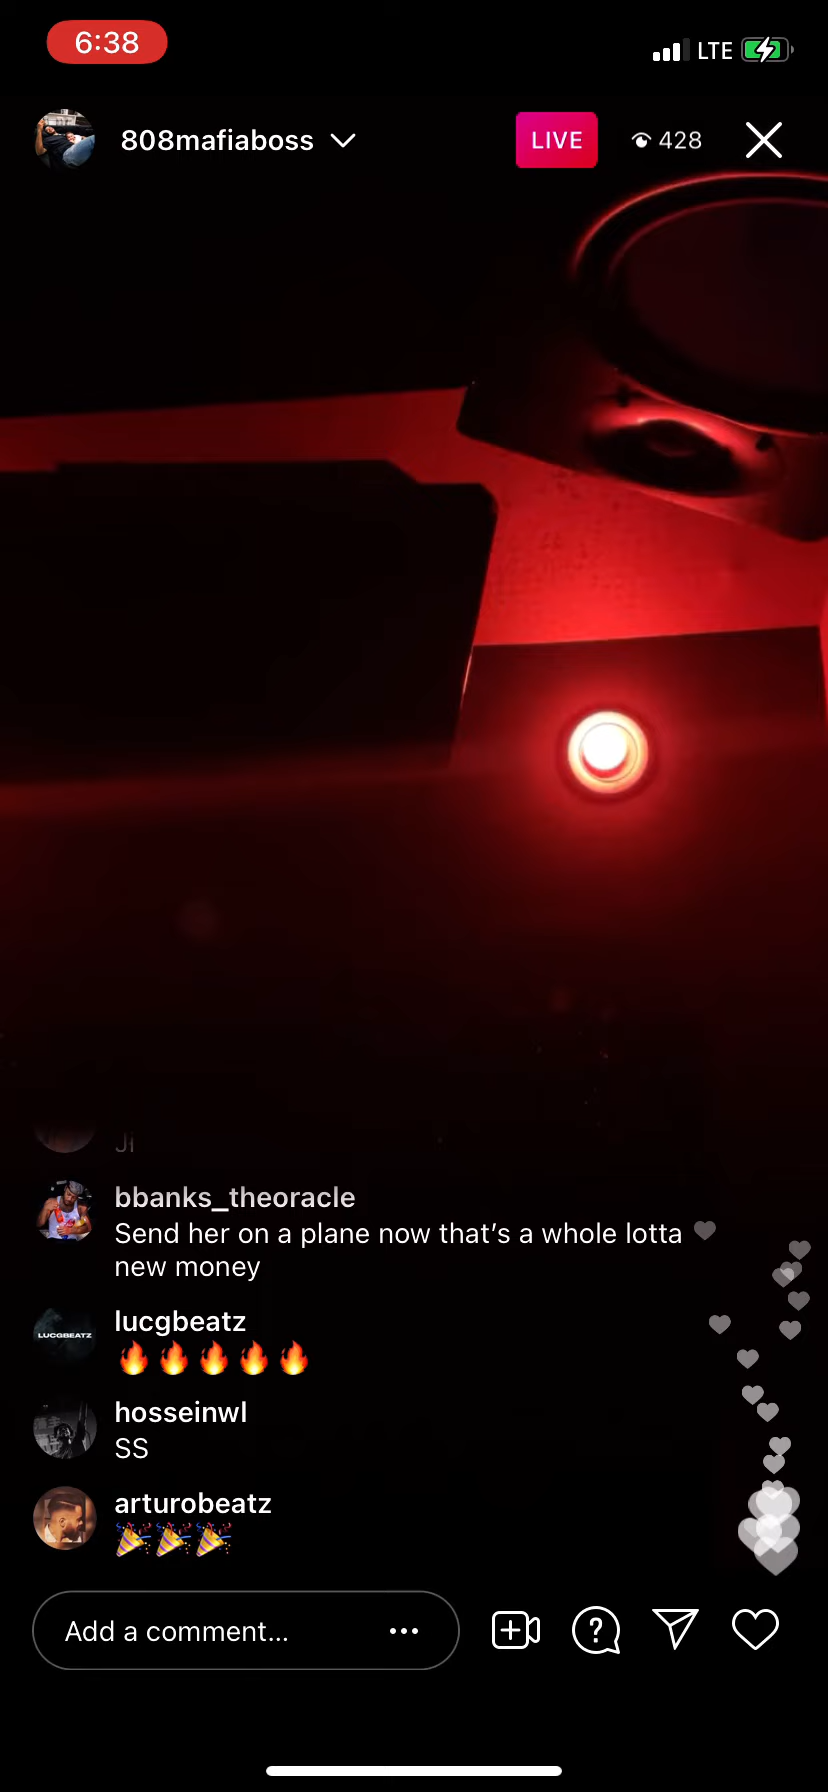 6:38
LTE
808mafiaboss
LIVE
428
bbanks_theoracle
Send her on a plane now that’s a whole lotta
new money
LUCGBEATZ
lucgbeatz
🔥🔥🔥🔥🔥
hosseinwl
SS
arturobeatz
🎉🎉🎉
Add a comment...